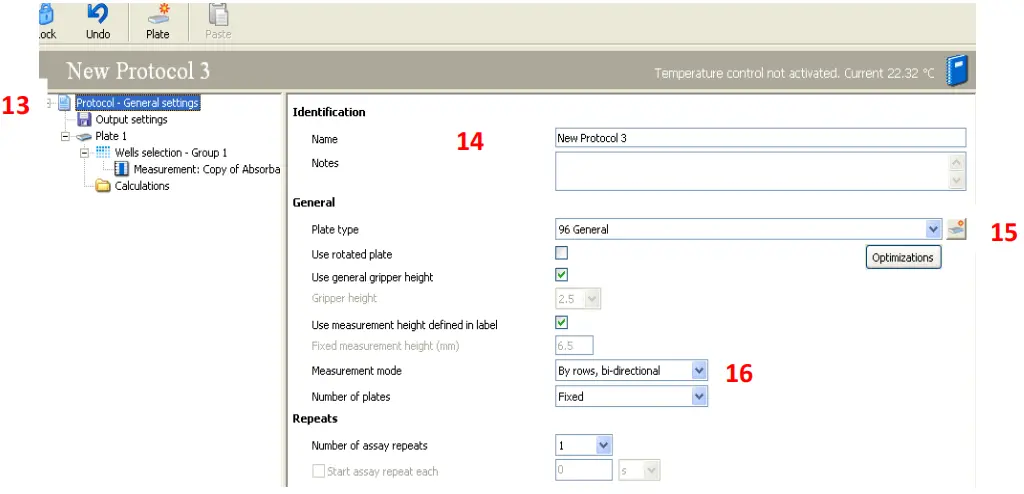 ock Undo Plate Paste
New Protocol 3 Temperature control not activated. Current 22.32 °C
13 Protocol - General settings
Output settings
Plate 1
Wells selection - Group 1
Measurement: Copy of Absorba
Calculations
Identification
Name 14 New Protocol 3
Notes
General
Plate type 96 General 15
Use rotated plate Optimizations
Use general gripper height
Gripper height 2.5
Use measurement height defined in label
Fixed measurement height (mm) 6.5
Measurement mode By rows, bi-directional 16
Number of plates Fixed
Repeats
Number of assay repeats 1
Start assay repeat each 0 s